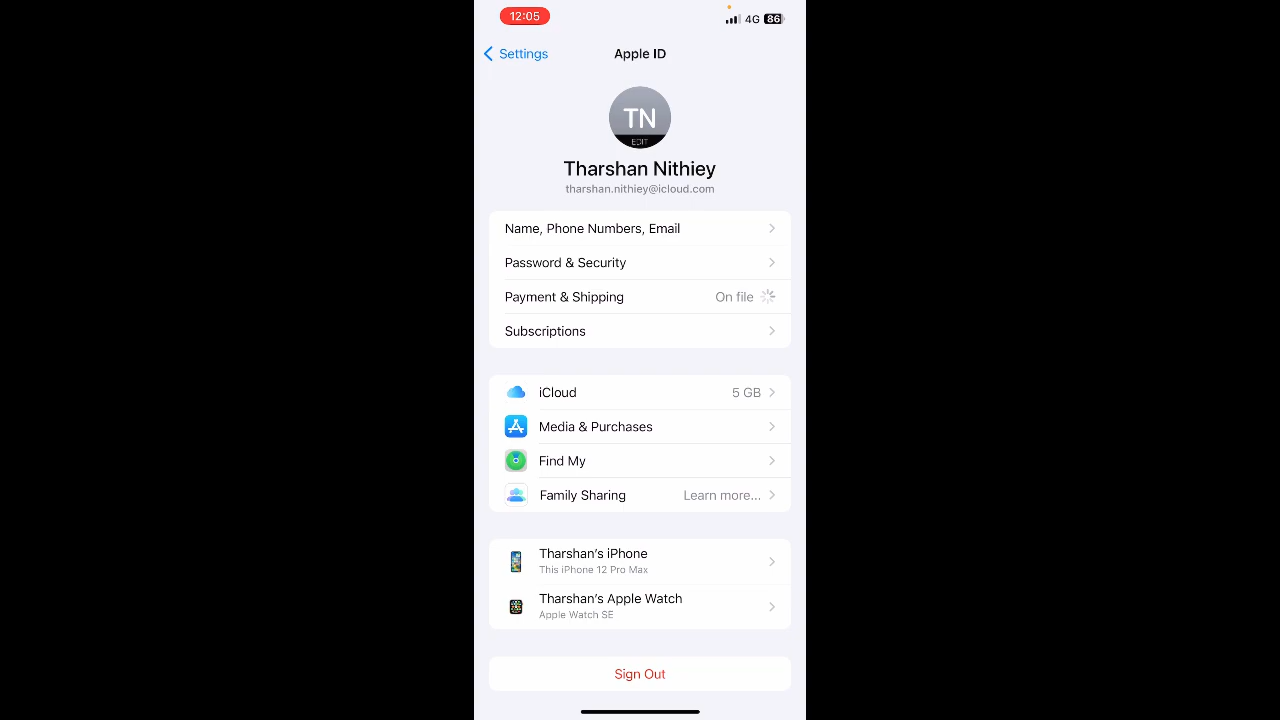 12:05
4G 86
Settings
Apple ID
TN
EDIT
Tharshan Nithiey
tharshan.nithiey@icloud.com
Name, Phone Numbers, Email
Password & Security
Payment & Shipping On file
Subscriptions
iCloud 5 GB
Media & Purchases
Find My
Family Sharing Learn more...
Tharshan's iPhone
This iPhone 12 Pro Max
Tharshan's Apple Watch
Apple Watch SE
Sign Out